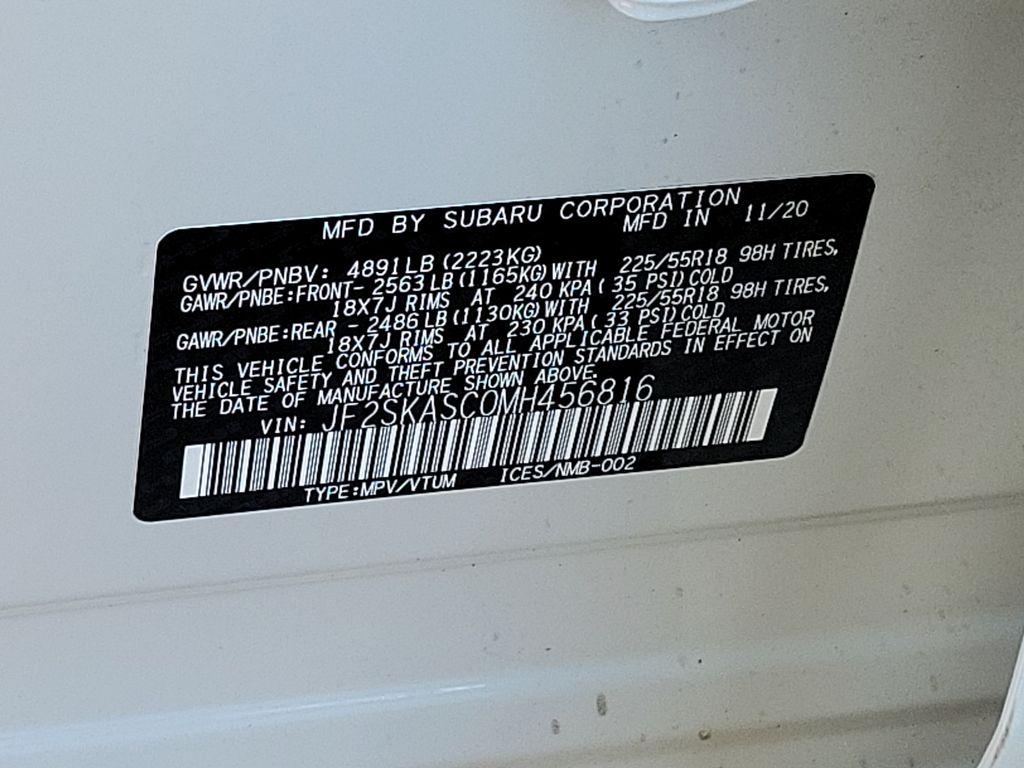 MFD BY SUBARU CORPORATION
MFD IN 11/20
GVWR/PNBV: 4891LB (2223KG)
GAWR/PNBE:FRONT- 2563LB (1165KG) WITH 225/55R18 98H TIRES,
18X7J RIMS AT 240 KPA ( 35 PSI) COLD
GAWR/PNBE:REAR - 2486LB (1130KG) WITH 225/55R18 98H TIRES,
18X7J RIMS AT 230 KPA ( 33 PSI) COLD
THIS VEHICLE CONFORMS TO ALL APPLICABLE FEDERAL MOTOR
VEHICLE SAFETY AND THEFT PREVENTION STANDARDS IN EFFECT ON
THE DATE OF MANUFACTURE SHOWN ABOVE.
VIN: JF2SKASC0MH456816
TYPE:MPV/VTUM ICES/NMB-002